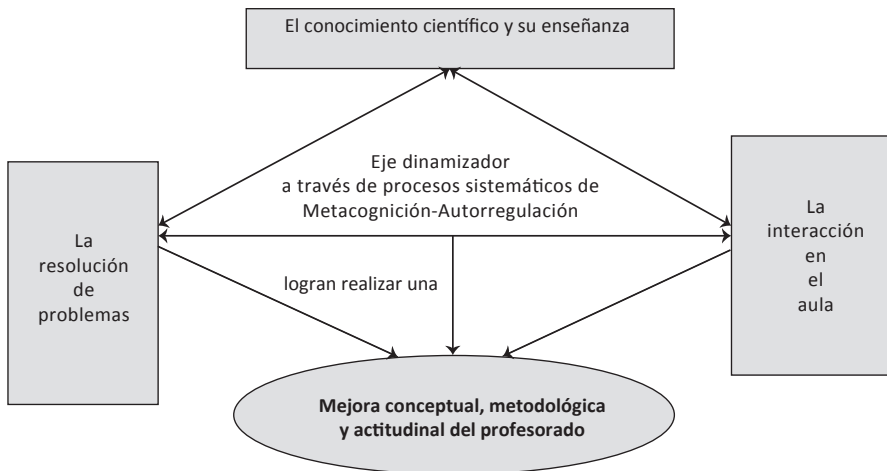 El conocimiento científico y su enseñanza
Eje dinamizador
a través de procesos sistemáticos de
Metacognición-Autorregulación
La
resolución
de
problemas
La
interacción
en
el
aula
logran realizar una
Mejora conceptual, metodológica
y actitudinal del profesorado